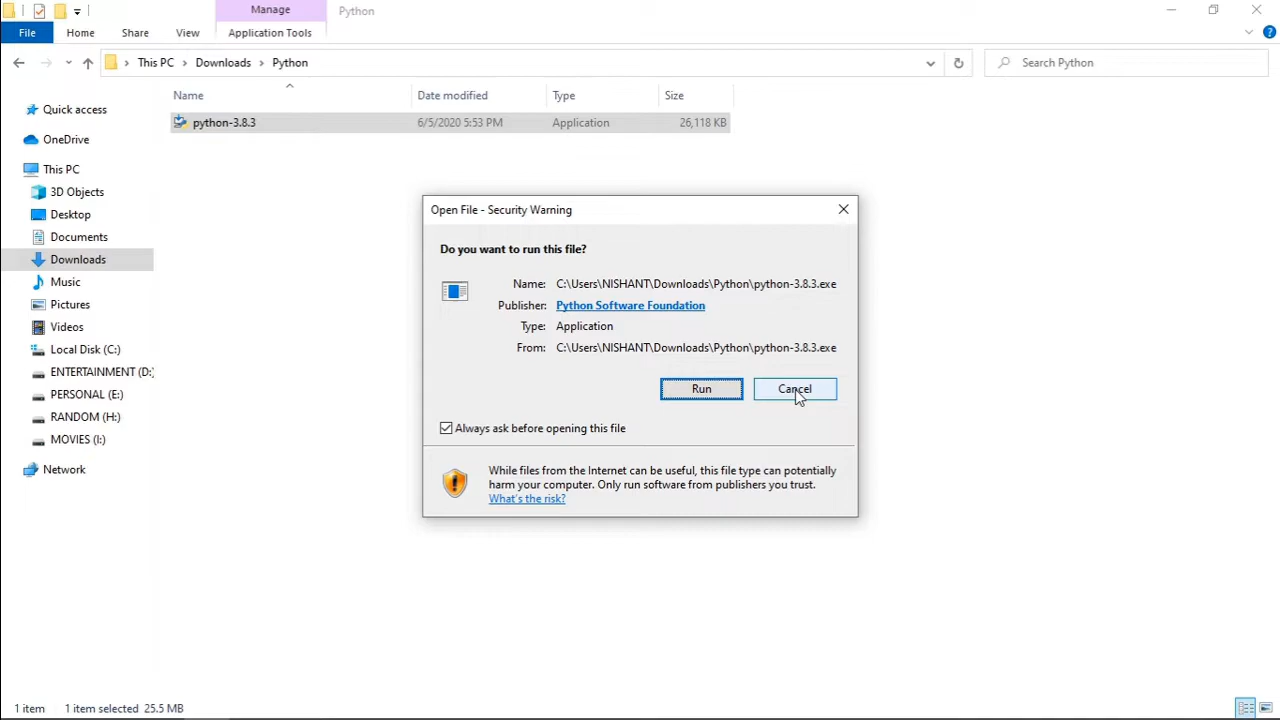 Manage
Python
File
Home
Share
View
Application Tools
This PC
Downloads
Python
Search Python
Name
Date modified
Type
Size
Quick access
python-3.8.3
6/5/2020 5:53 PM
Application
26,118 KB
OneDrive
This PC
3D Objects
Desktop
Documents
Downloads
Music
Pictures
Videos
Local Disk (C:)
ENTERTAINMENT (D:)
PERSONAL (E:)
RANDOM (H:)
MOVIES (I:)
Network
Open File - Security Warning
Do you want to run this file?
Name: C:\Users\NISHANT\Downloads\Python\python-3.8.3.exe
Publisher: Python Software Foundation
Type: Application
From: C:\Users\NISHANT\Downloads\Python\python-3.8.3.exe
Run
Cancel
Always ask before opening this file
While files from the Internet can be useful, this file type can potentially
harm your computer. Only run software from publishers you trust.
What's the risk?
1 item
1 item selected 25.5 MB